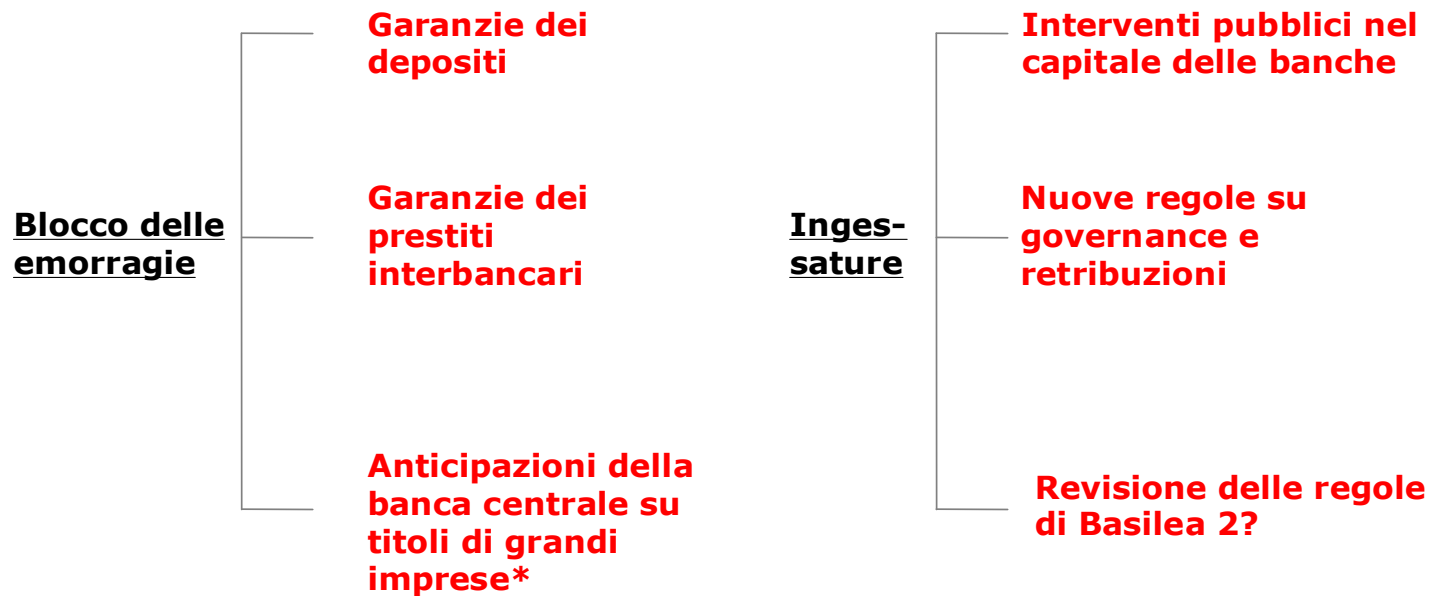 Blocco delle
emorragie
Garanzie dei
depositi
Garanzie dei
prestiti
interbancari
Anticipazioni della
banca centrale su
titoli di grandi
imprese*
Inges-
sature
Interventi pubblici nel
capitale delle banche
Nuove regole su
governance e
retribuzioni
Revisione delle regole
di Basilea 2?